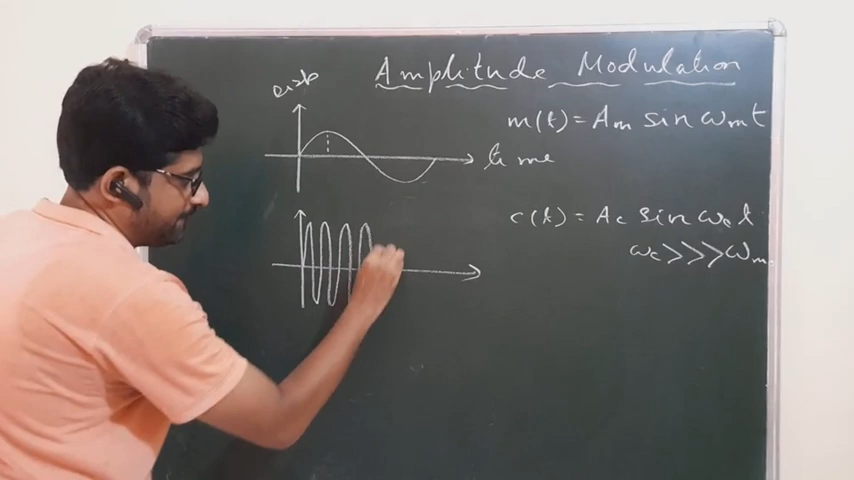 Amplitude Modulation
m(t) = Am sin ωmt
time
c(t) = Ac sin ωct
ωc >>> ωm